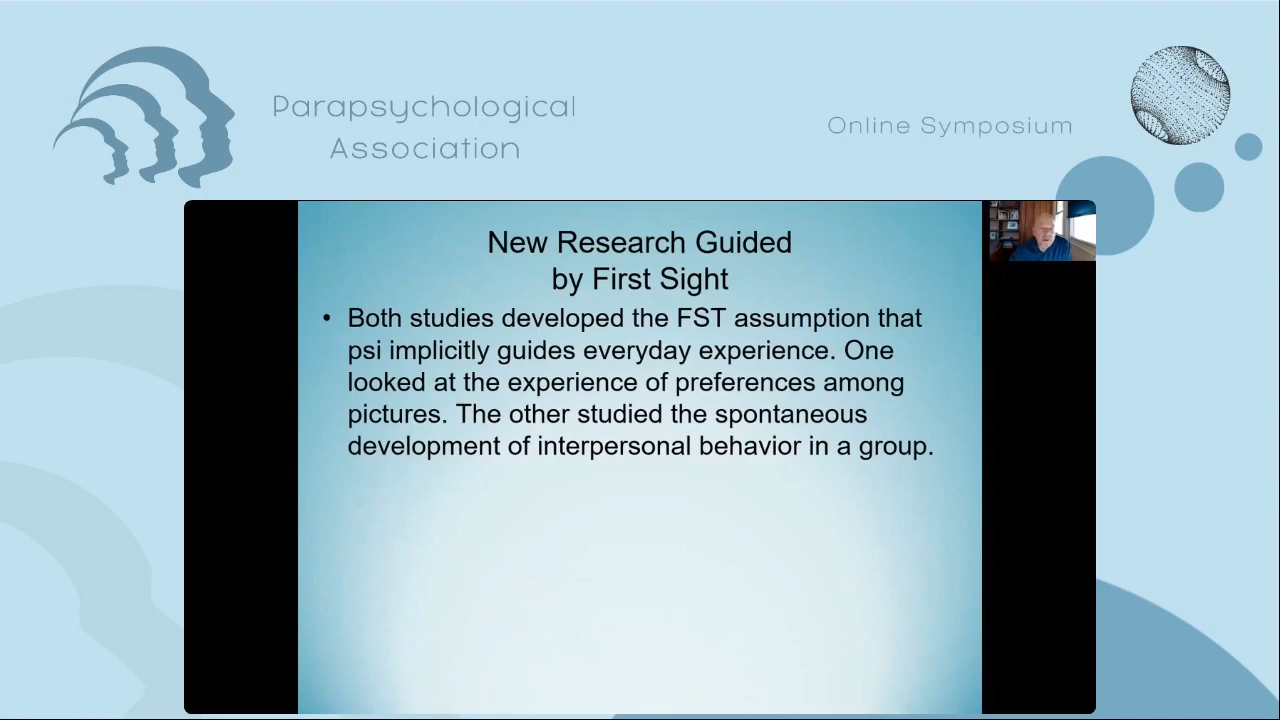 Parapsychological
Association
Online Symposium
New Research Guided
by First Sight
• Both studies developed the FST assumption that
psi implicitly guides everyday experience. One
looked at the experience of preferences among
pictures. The other studied the spontaneous
development of interpersonal behavior in a group.